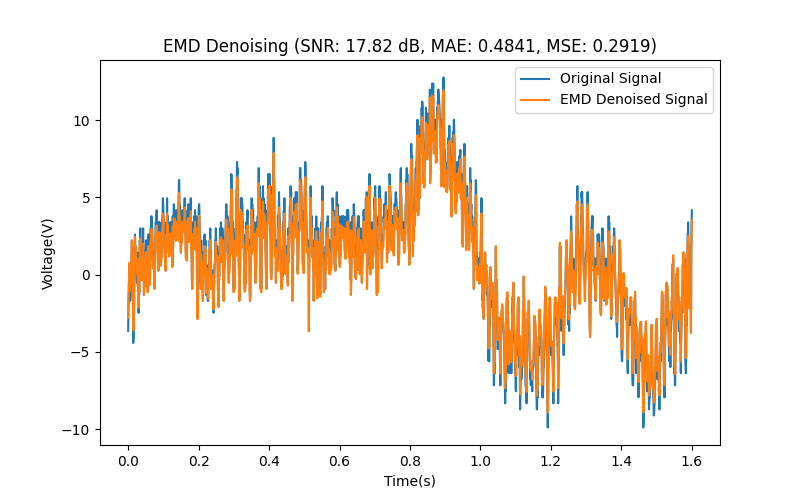 EMD Denoising (SNR: 17.82 dB, MAE: 0.4841, MSE: 0.2919)
Original Signal
EMD Denoised Signal
Voltage(V)
10
5
0
−5
−10
0.0 0.2 0.4 0.6 0.8 1.0 1.2 1.4 1.6
Time(s)